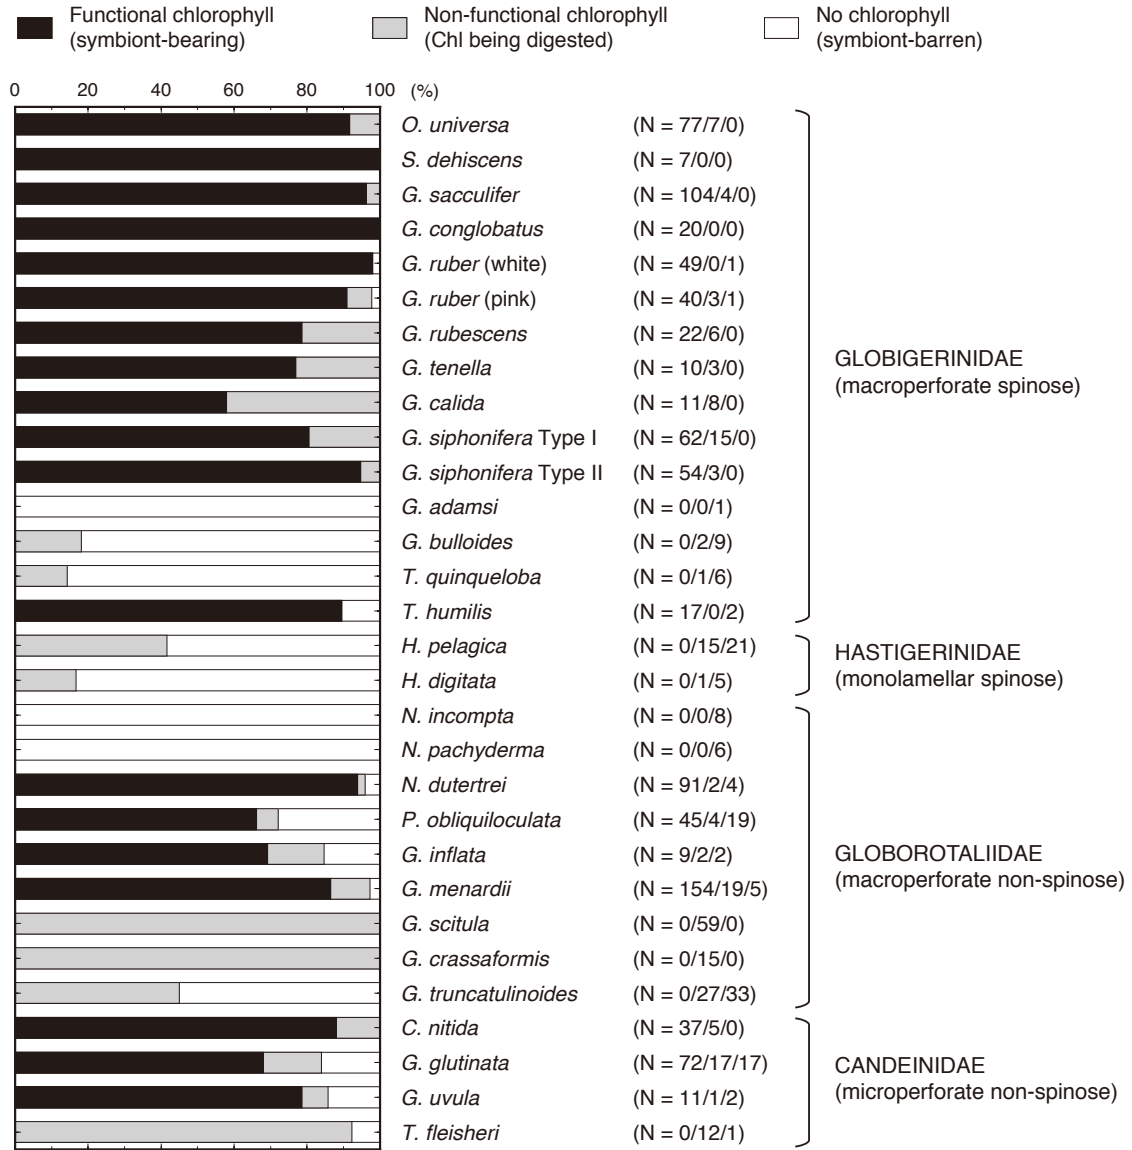 Functional chlorophyll
(symbiont-bearing)
Non-functional chlorophyll
(Chl being digested)
No chlorophyll
(symbiont-barren)
0 20 40 60 80 100 (%)
O. universa (N = 77/7/0)
S. dehiscens (N = 7/0/0)
G. sacculifer (N = 104/4/0)
G. conglobatus (N = 20/0/0)
G. ruber (white) (N = 49/0/1)
G. ruber (pink) (N = 40/3/1)
G. rubescens (N = 22/6/0)
G. tenella (N = 10/3/0)
G. calida (N = 11/8/0)
G. siphonifera Type I (N = 62/15/0)
G. siphonifera Type II (N = 54/3/0)
G. adamsi (N = 0/0/1)
G. bulloides (N = 0/2/9)
T. quinqueloba (N = 0/1/6)
T. humilis (N = 17/0/2)
GLOBIGERINIDAE
(macroperforate spinose)
H. pelagica (N = 0/15/21)
H. digitata (N = 0/1/5)
HASTIGERINIDAE
(monolamellar spinose)
N. incompta (N = 0/0/8)
N. pachyderma (N = 0/0/6)
N. dutertrei (N = 91/2/4)
P. obliquiloculata (N = 45/4/19)
G. inflata (N = 9/2/2)
G. menardii (N = 154/19/5)
G. scitula (N = 0/59/0)
G. crassaformis (N = 0/15/0)
G. truncatulinoides (N = 0/27/33)
GLOBOROTALIIDAE
(macroperforate non-spinose)
C. nitida (N = 37/5/0)
G. glutinata (N = 72/17/17)
G. uvula (N = 11/1/2)
T. fleisheri (N = 0/12/1)
CANDEINIDAE
(microperforate non-spinose)